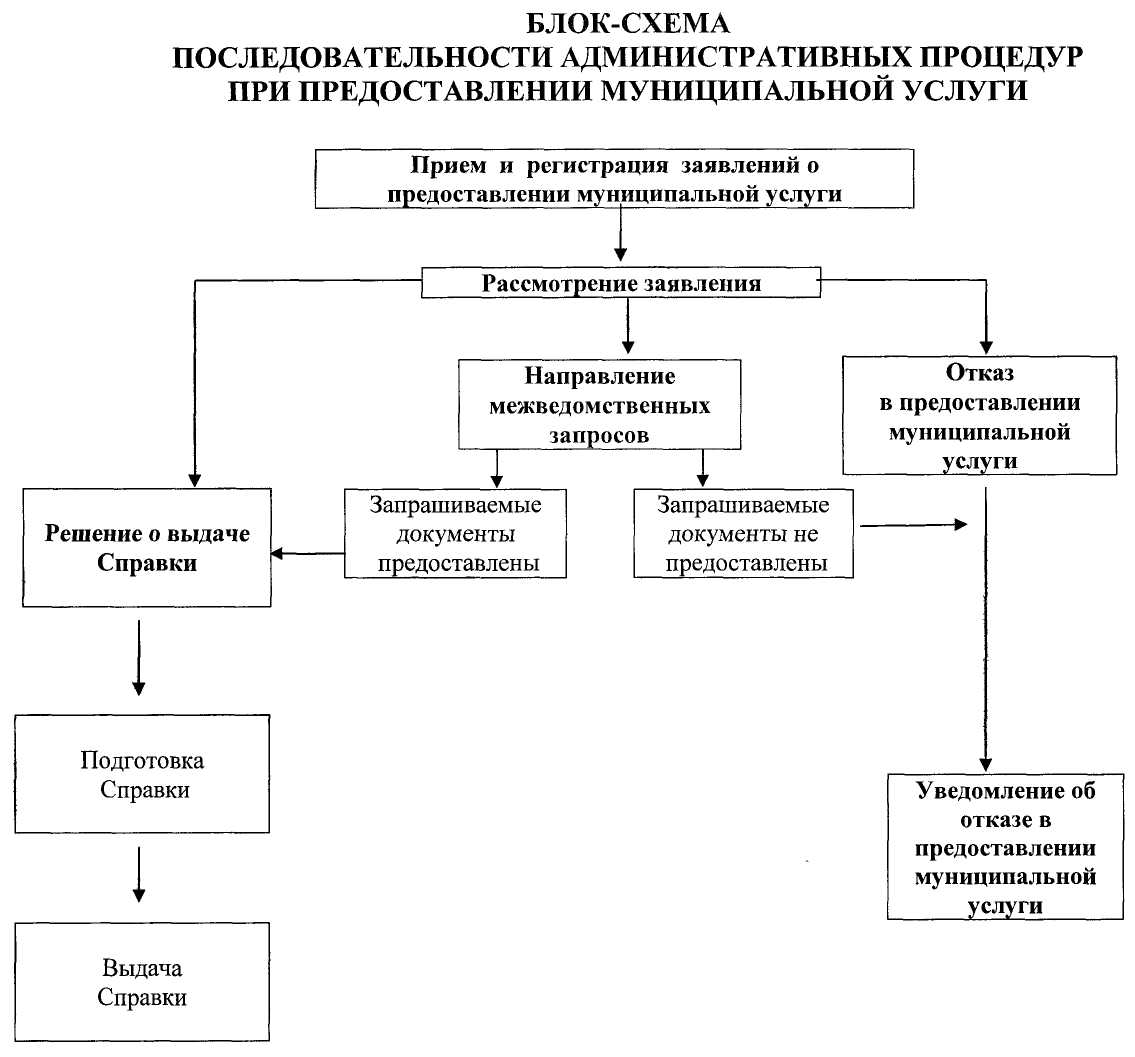 БЛОК-СХЕМА
ПОСЛЕДОВАТЕЛЬНОСТИ АДМИНИСТРАТИВНЫХ ПРОЦЕДУР
ПРИ ПРЕДОСТАВЛЕНИИ МУНИЦИПАЛЬНОЙ УСЛУГИ
Прием и регистрация заявлений о
предоставлении муниципальной услуги
Рассмотрение заявления
Направление
межведомственных
запросов
Отказ
в предоставлении
муниципальной
услуги
Решение о выдаче
Справки
Запрашиваемые
документы
предоставлены
Запрашиваемые
документы не
предоставлены
Подготовка
Справки
Уведомление об
отказе в
предоставлении
муниципальной
услуги
Выдача
Справки